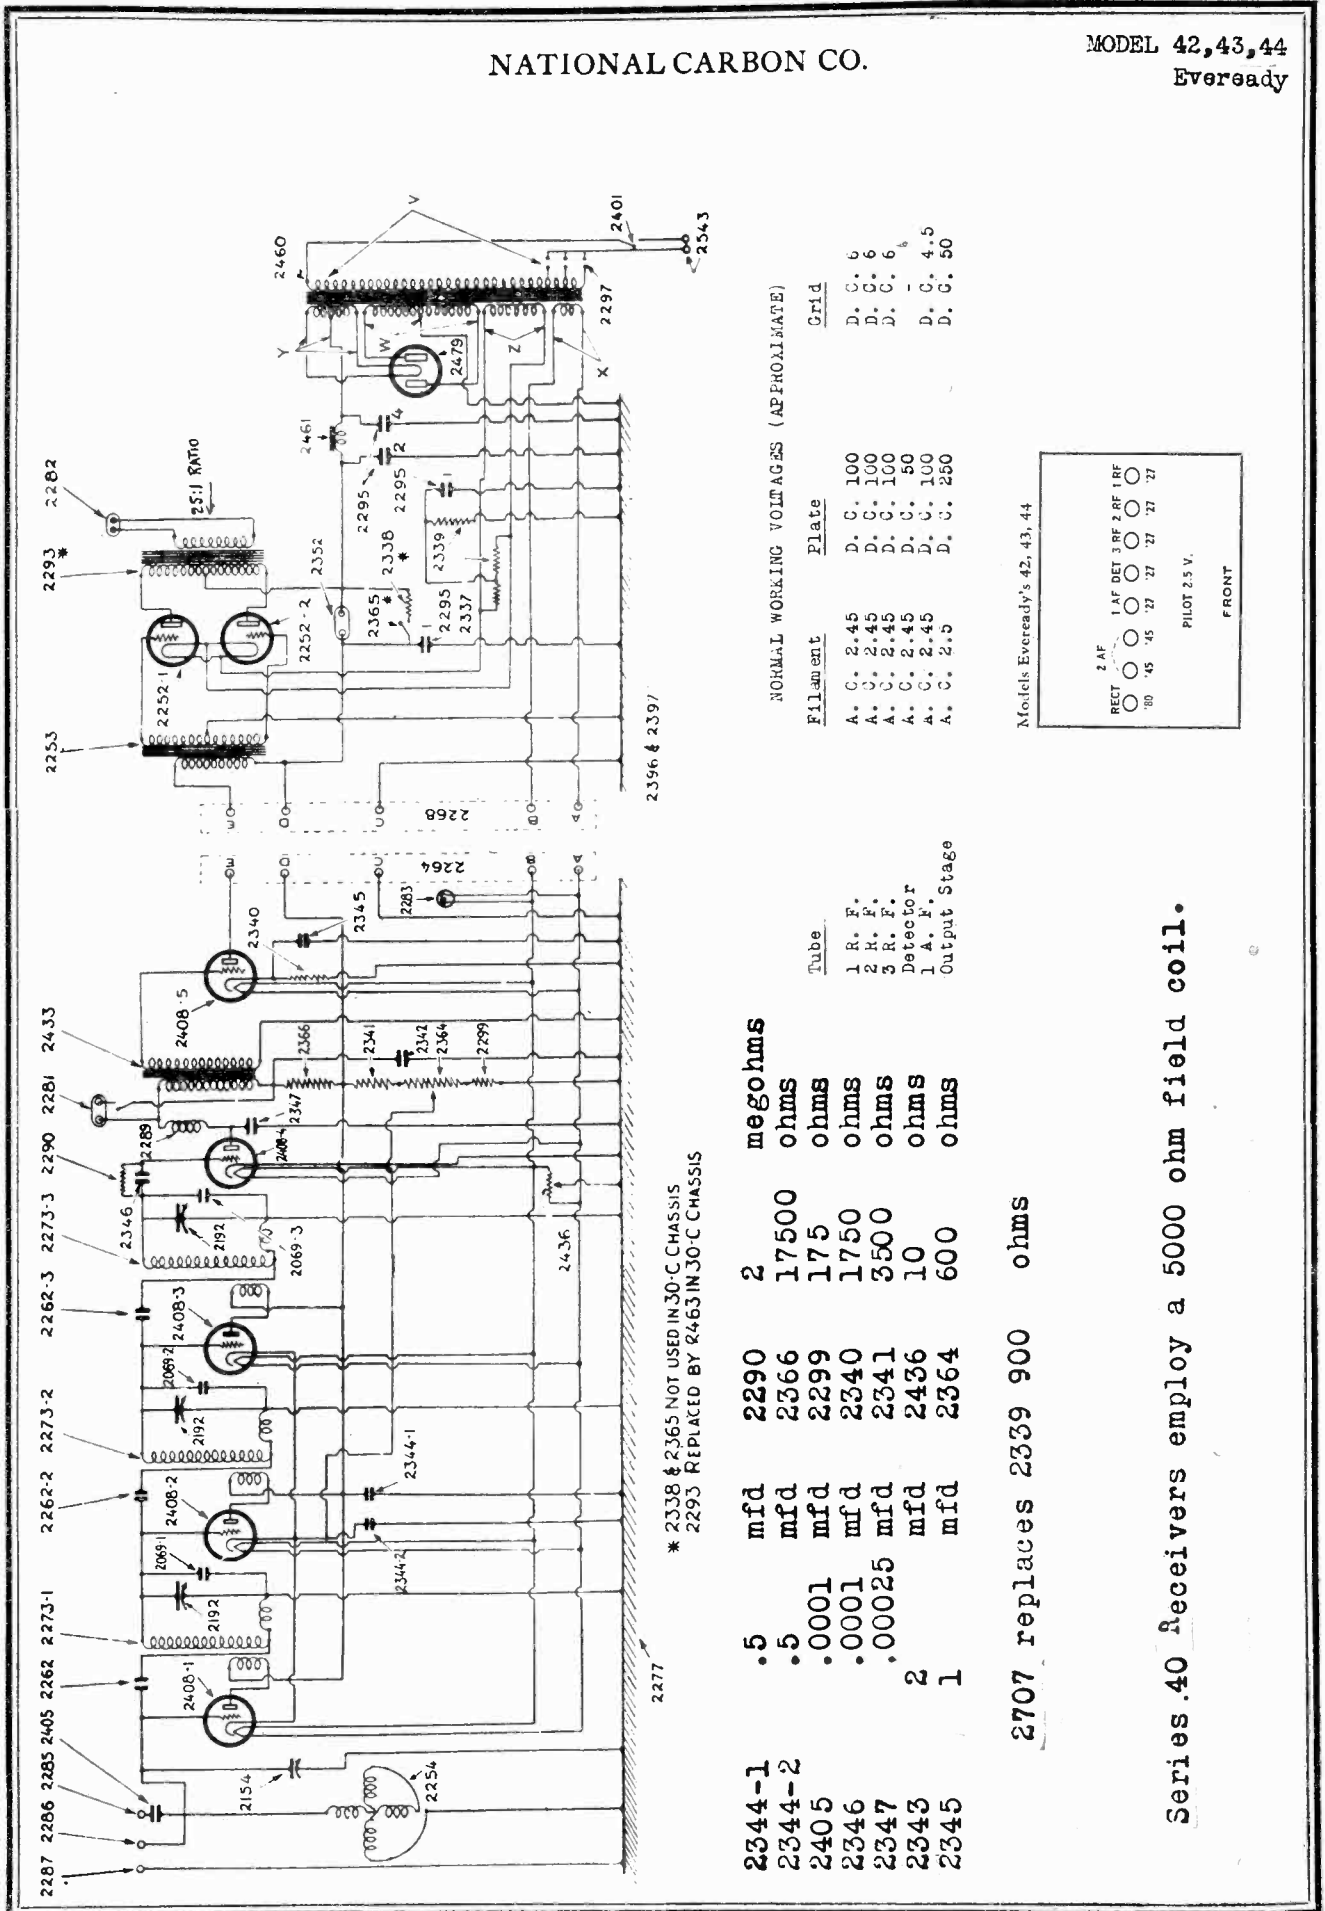 NATIONAL CARBON CO.
MODEL 42,43,44
Eveready
2287
2286
2285
2405
2262
2273-1
2262-2
2273-2
2262-3
2273-3
2290
2281
2433
2253
2293*
2282
25:1 RATIO
2460
V
2401
2543
2297
Y
W
Z
X
2479
2461
4
2
2295
2295
1
2339
2338
*
2352
2365*
2295
1
2337
2252-1
2252-2
2396 & 2397
E
D
C
B
A
2268
E
D
C
B
A
2264
2283
2345
2340
2408-5
2366
2341
2342
2364
2299
2347
2289
2408-4
2346
2192
2069-3
2436
2408-3
2069-2
2192
2408-2
2344-1
2344-2
2069-1
2192
2408-1
2154
2254
2277
* 2338 & 2365 NOT USED IN 30-C CHASSIS
2293 REPLACED BY 2463 IN 30-C CHASSIS
2344-1 .5 mfd 2290 2 megohms
2344-2 .5 mfd 2366 17500 ohms
2405 .0001 mfd 2299 175 ohms
2346 .0001 mfd 2340 1750 ohms
2347 .00025 mfd 2341 3500 ohms
2343 2 mfd 2436 10 ohms
2345 1 mfd 2364 600 ohms
2707 replaces 2339 900 ohms
Series.40 Receivers employ a 5000 ohm field coil.
NORMAL WORKING VOLTAGES (APPROXIMATE)
Tube Filament Plate Grid
1 R. F. A. C. 2.45 D. C. 100 D. C. 6
2 R. F. A. C. 2.45 D. C. 100 D. C. 6
3 R. F. A. C. 2.45 D. C. 100 D. C. 6
Detector A. C. 2.45 D. C. 50 -
1 A. F. A. C. 2.45 D. C. 100 D. C. 4.5
Output Stage A. C. 2.5 D. C. 250 D. C. 50
Models Eveready's 42, 43, 44
2 AF
RECT 1 AF DET 3 RF 2 RF 1 RF
'80 '45 '45 '27 '27 '27 '27 '27
PILOT 2.5 V.
FRONT